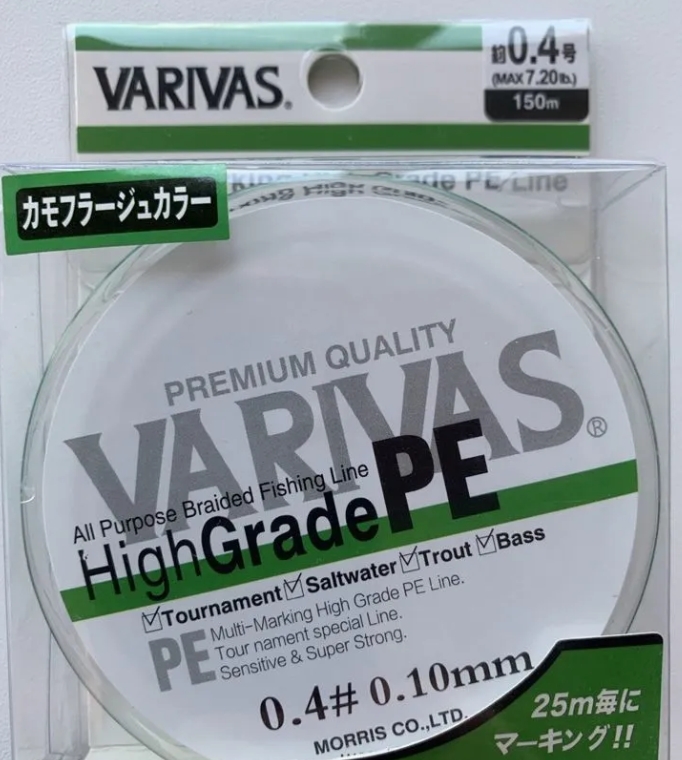 VARIVAS®
約0.4号
(MAX 7.20lb.)
150m
カモフラージュカラー
king High Grade PE Line
PREMIUM QUALITY
VARIVAS®
All Purpose Braided Fishing Line
HighGradePE
☑Tournament☑Saltwater☑Trout☑Bass
PE
Multi-Marking High Grade PE Line.
Tour nament special Line.
Sensitive & Super Strong.
0.4# 0.10mm
MORRIS CO.,LTD.
25m毎に
マーキング!!